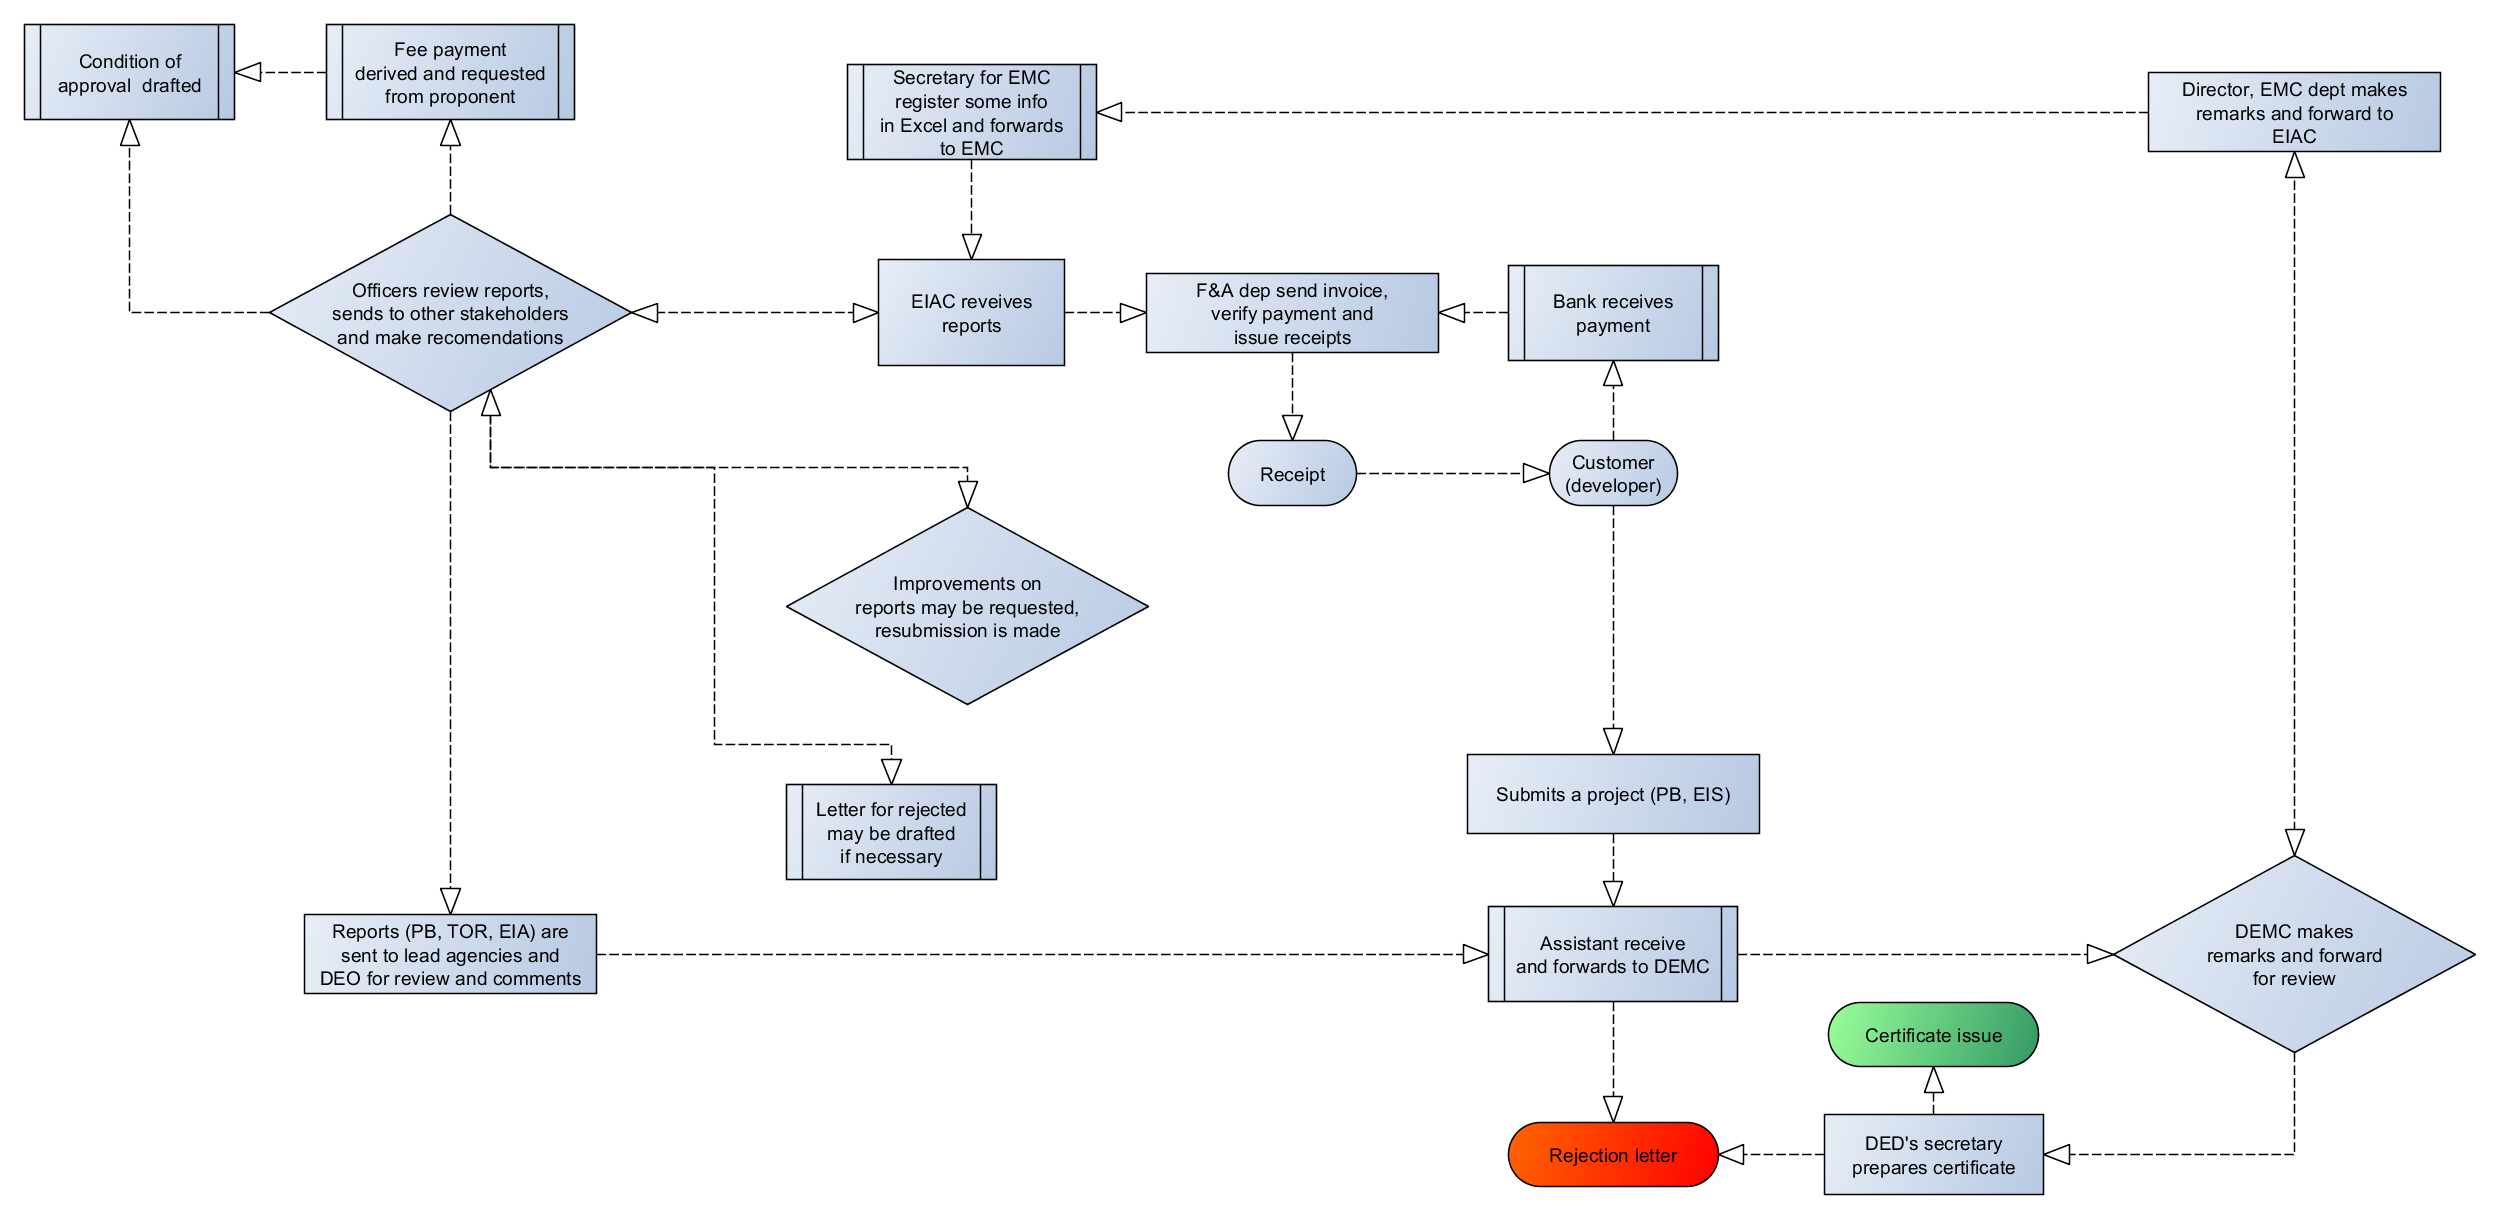 Condition of
approval  drafted
Fee payment
derived and requested
from proponent
Secretary for EMC
register some info
in Excel and forwards
to EMC
Director, EMC dept makes
remarks and forward to
EIAC
Officers review reports,
sends to other stakeholders
and make recomendations
EIAC reveives
reports
F&A dep send invoice,
verify payment and
issue receipts
Bank receives
payment
Receipt
Customer
(developer)
Improvements on
reports may be requested,
resubmission is made
Submits a project (PB, EIS)
Letter for rejected
may be drafted
if necessary
Reports (PB, TOR, EIA) are
sent to lead agencies and
DEO for review and comments
Assistant receive
and forwards to DEMC
DEMC makes
remarks and forward
for review
Certificate issue
Rejection letter
DED's secretary
prepares certificate